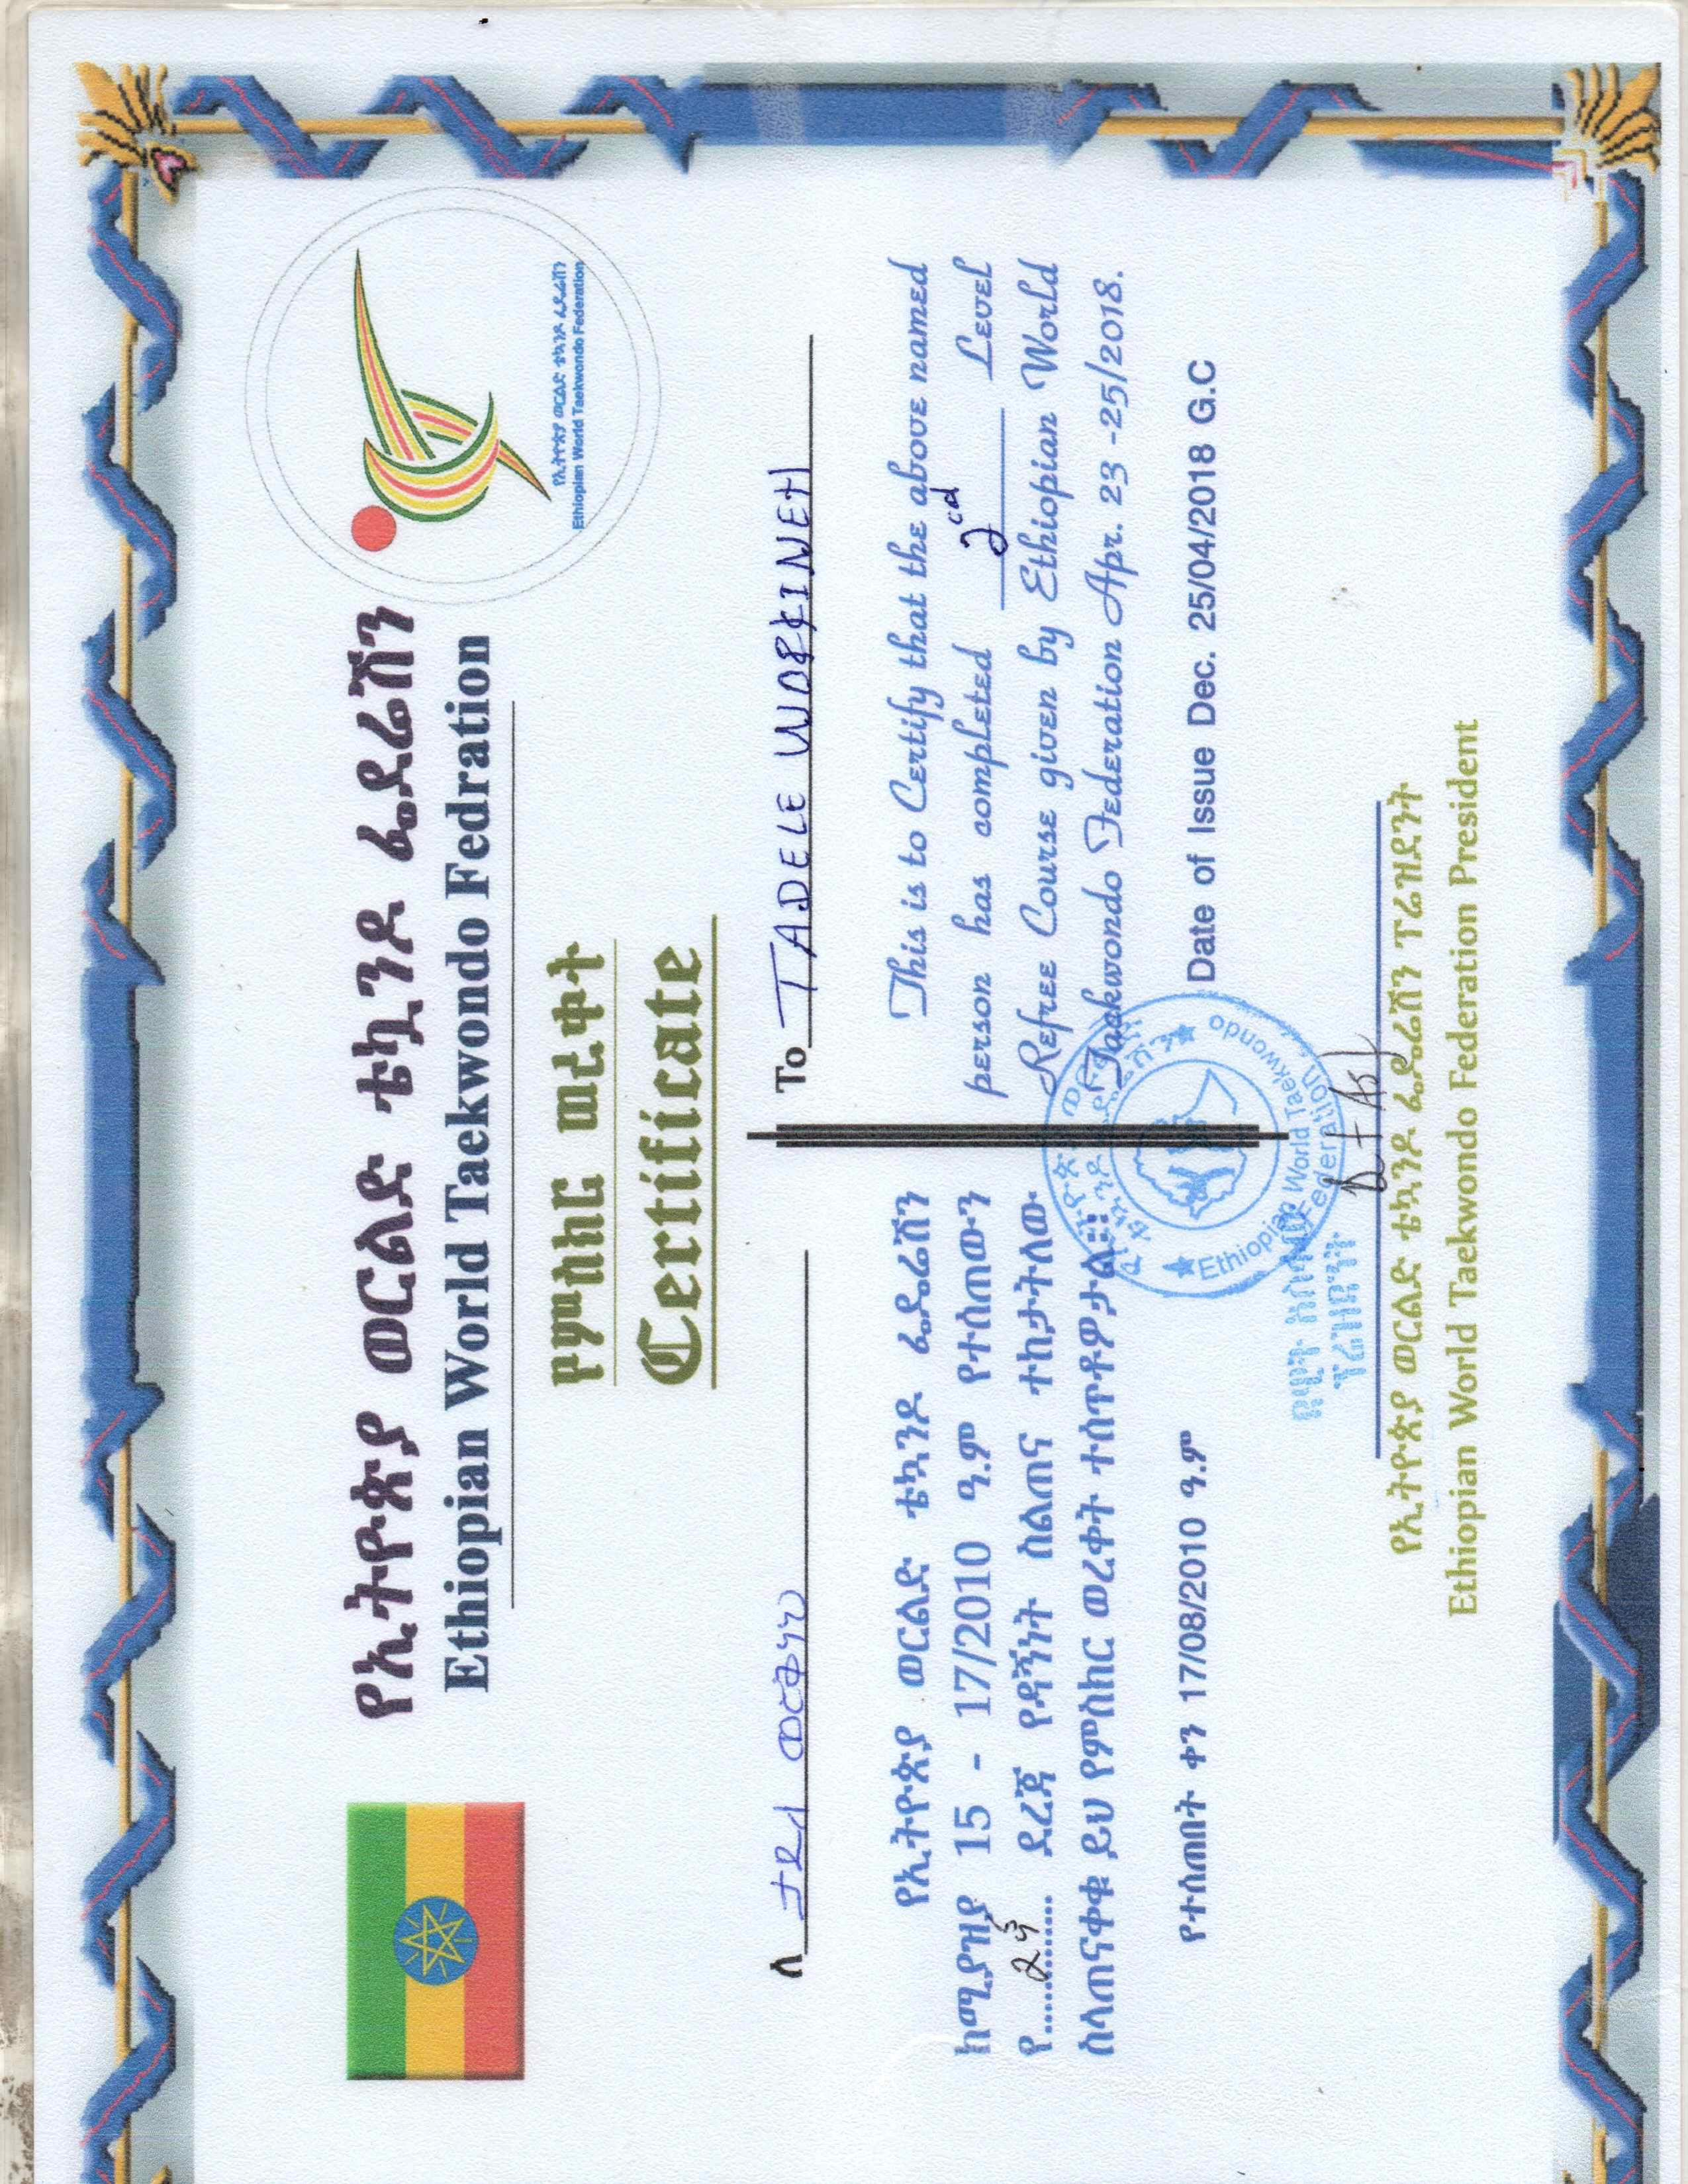 የኢትዮጵያ ወርልድ ቴኳንዶ ፌዴሬሽን
Ethiopian World Taekwondo Fedration
የኢትዮጵያ ወርልድ ቴኳንዶ ፌዴሬሽን
Ethiopian World Taekwondo Federation
የምስክር ወረቀት
Certificate
ለ ታደለ ወርቅነህ
የኢትዮጵያ ወርልድ ቴኳንዶ ፌዴሬሽን
ከሚያዝያ 15 - 17/2010 ዓ.ም የተሰጠውን
የ....2ኛ.... ደረጃ የዳኝነት ስልጠና ተከታትለው
ስላጠናቀቁ ይህ የምስክር ወረቀት ተሰጥቶዎታል፡፡
የተሰጠበት ቀን 17/08/2010 ዓ.ም
To TADELE WORKINEH
This is to Certify that the above named
person has completed 2cd Level
Refree Course given by Ethiopian World
Taekwondo Federation Apr. 23 -25/2018.
Date of Issue Dec. 25/04/2018 G.C
Ethiopian World Taekwondo
Federation
ፕሬዝዳንት
የኢትዮጵያ ወርልድ ቴኳንዶ ፌዴሬሽን ፕሬዝደንት
Ethiopian World Taekwondo Federation President